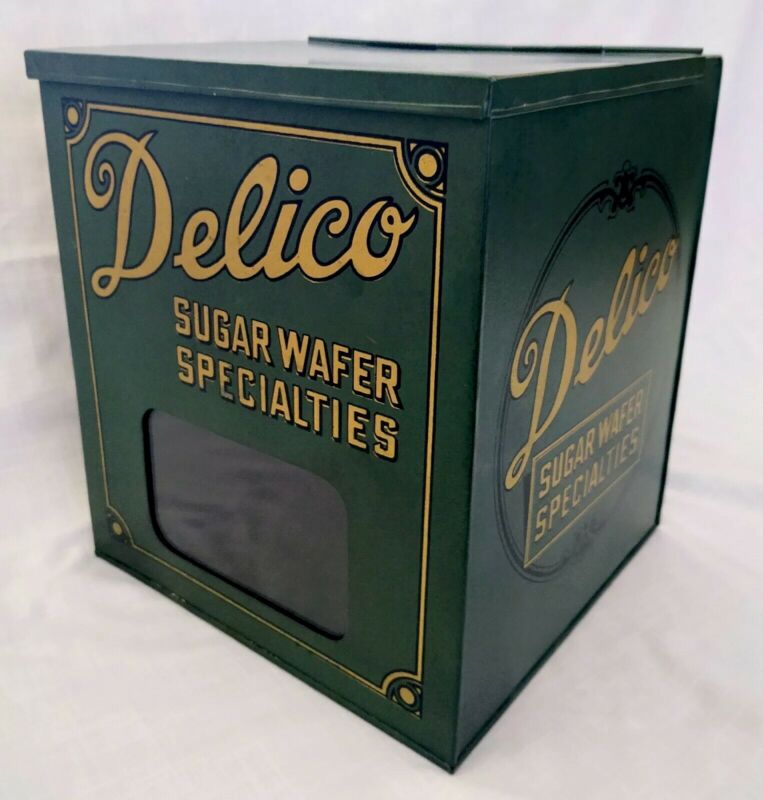 Delico
SUGAR WAFER
SPECIALTIES
Delico
SUGAR WAFER
SPECIALTIES